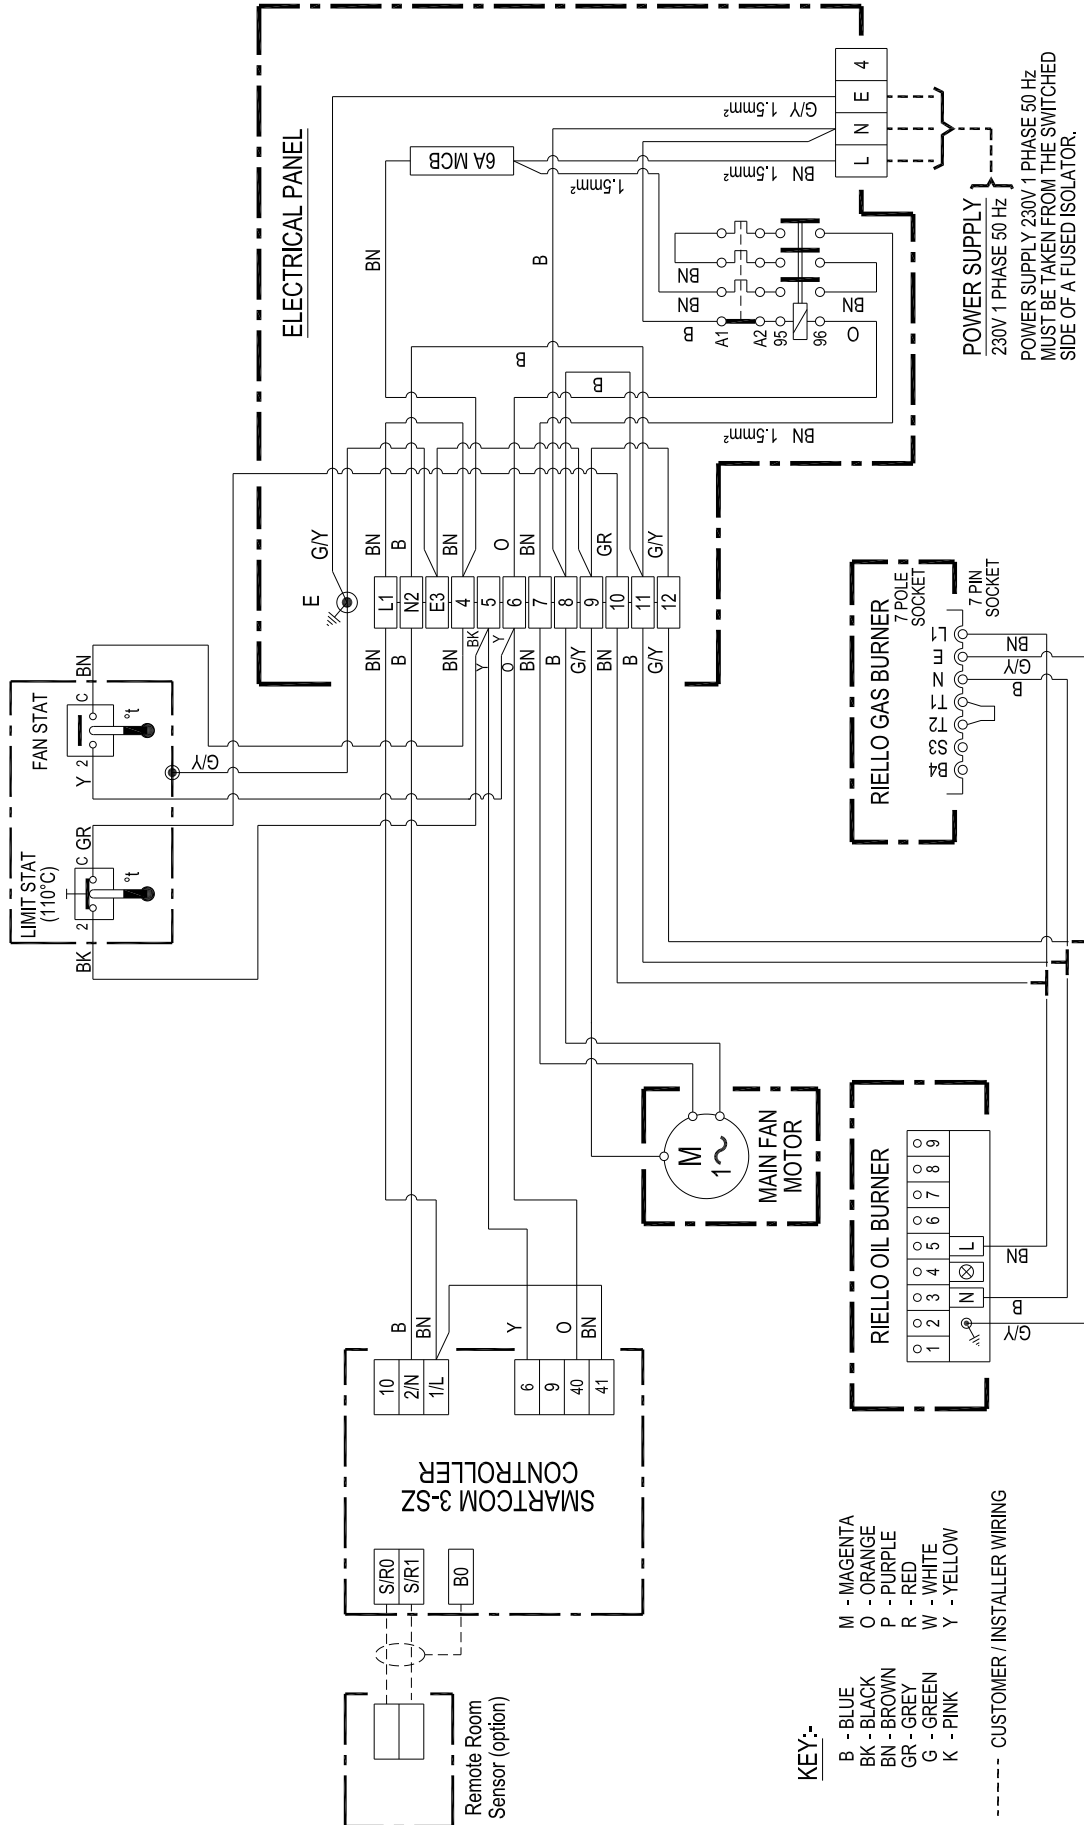 ELECTRICAL PANEL
L
N
E
4
6A MCB
BN
1.5mm²
BN 1.5mm²
G/Y 1.5mm²
B
BN
BN
B
BN
O
A1
A2
95
96
B
B
BN 1.5mm²
POWER SUPPLY
230V 1 PHASE 50 Hz
POWER SUPPLY 230V 1 PHASE 50 Hz
MUST BE TAKEN FROM THE SWITCHED
SIDE OF A FUSED ISOLATOR.
E
G/Y
BN
B
BN
O
BN
GR
G/Y
L1
N2
E3
4
5
6
7
8
9
10
11
12
BN
B
BN
BK
Y
Y
O
BN
B
G/Y
BN
B
G/Y
FAN STAT
C
BN
2
Y
°t
G/Y
LIMIT STAT
(110°C)
C
GR
2
BK
°t
RIELLO GAS BURNER
7 POLE
SOCKET
7 PIN
SOCKET
L1
E
N
T1
T2
S3
B4
BN
G/Y
B
MAIN FAN
MOTOR
M
1~
RIELLO OIL BURNER
1
2
3
4
5
6
7
8
9
N
L
BN
B
G/Y
SMARTCOM 3-SZ
CONTROLLER
10
2/N
1/L
B
BN
6
9
40
41
Y
O
BN
S/R0
S/R1
B0
Remote Room
Sensor (option)
KEY:-
B - BLUE
BK - BLACK
BN - BROWN
GR - GREY
G - GREEN
K - PINK
M - MAGENTA
O - ORANGE
P - PURPLE
R - RED
W - WHITE
Y - YELLOW
----- CUSTOMER / INSTALLER WIRING